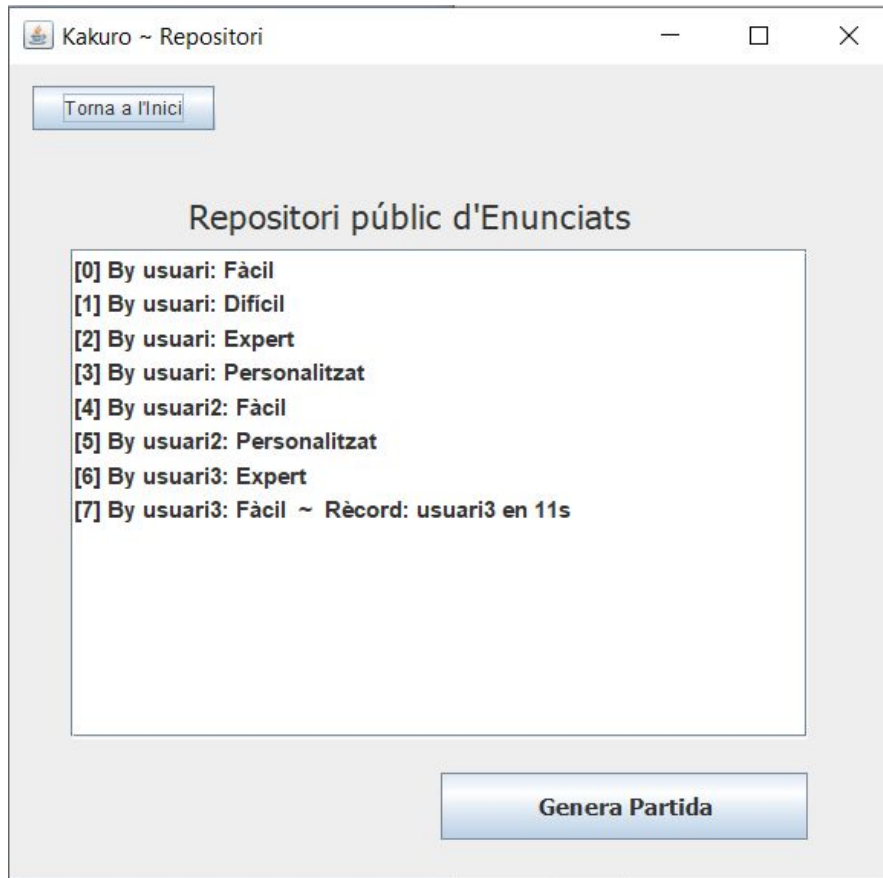 Kakuro ~ Repositori
Torna a l'Inici
Repositori públic d'Enunciats
[0] By usuari: Fàcil
[1] By usuari: Difícil
[2] By usuari: Expert
[3] By usuari: Personalitzat
[4] By usuari2: Fàcil
[5] By usuari2: Personalitzat
[6] By usuari3: Expert
[7] By usuari3: Fàcil ~ Rècord: usuari3 en 11s
Genera Partida